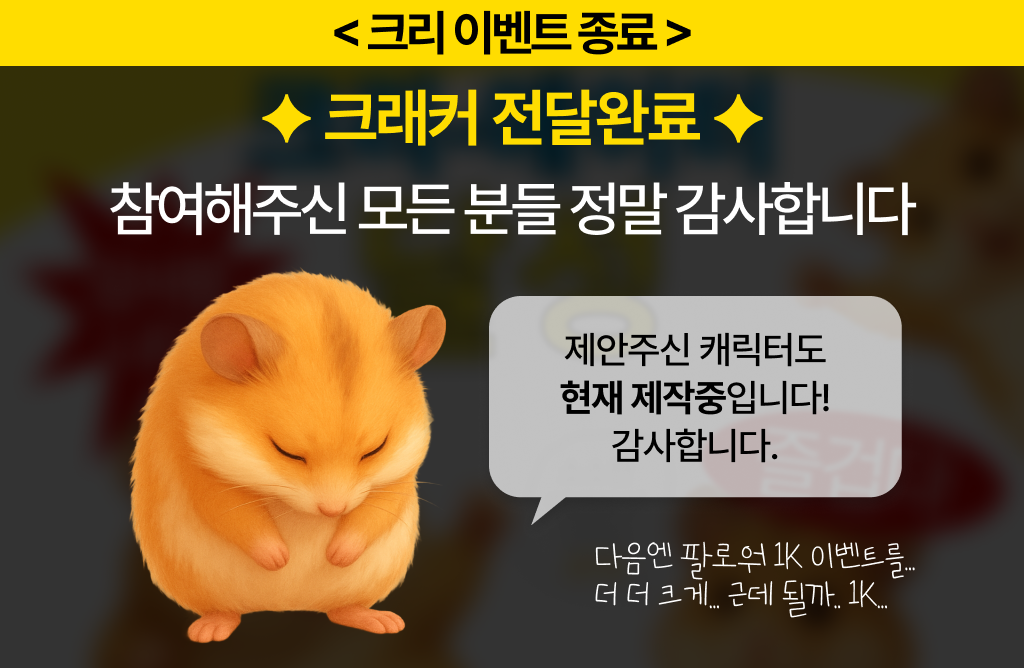 < 크리 이벤트 종료 >
크래커 전달완료
참여해주신 모든 분들 정말 감사합니다
제안주신 캐릭터도
현재 제작중입니다!
감사합니다.
다음엔 팔로워 1K 이벤트를...
더 더 크게... 근데 될까.. 1K...